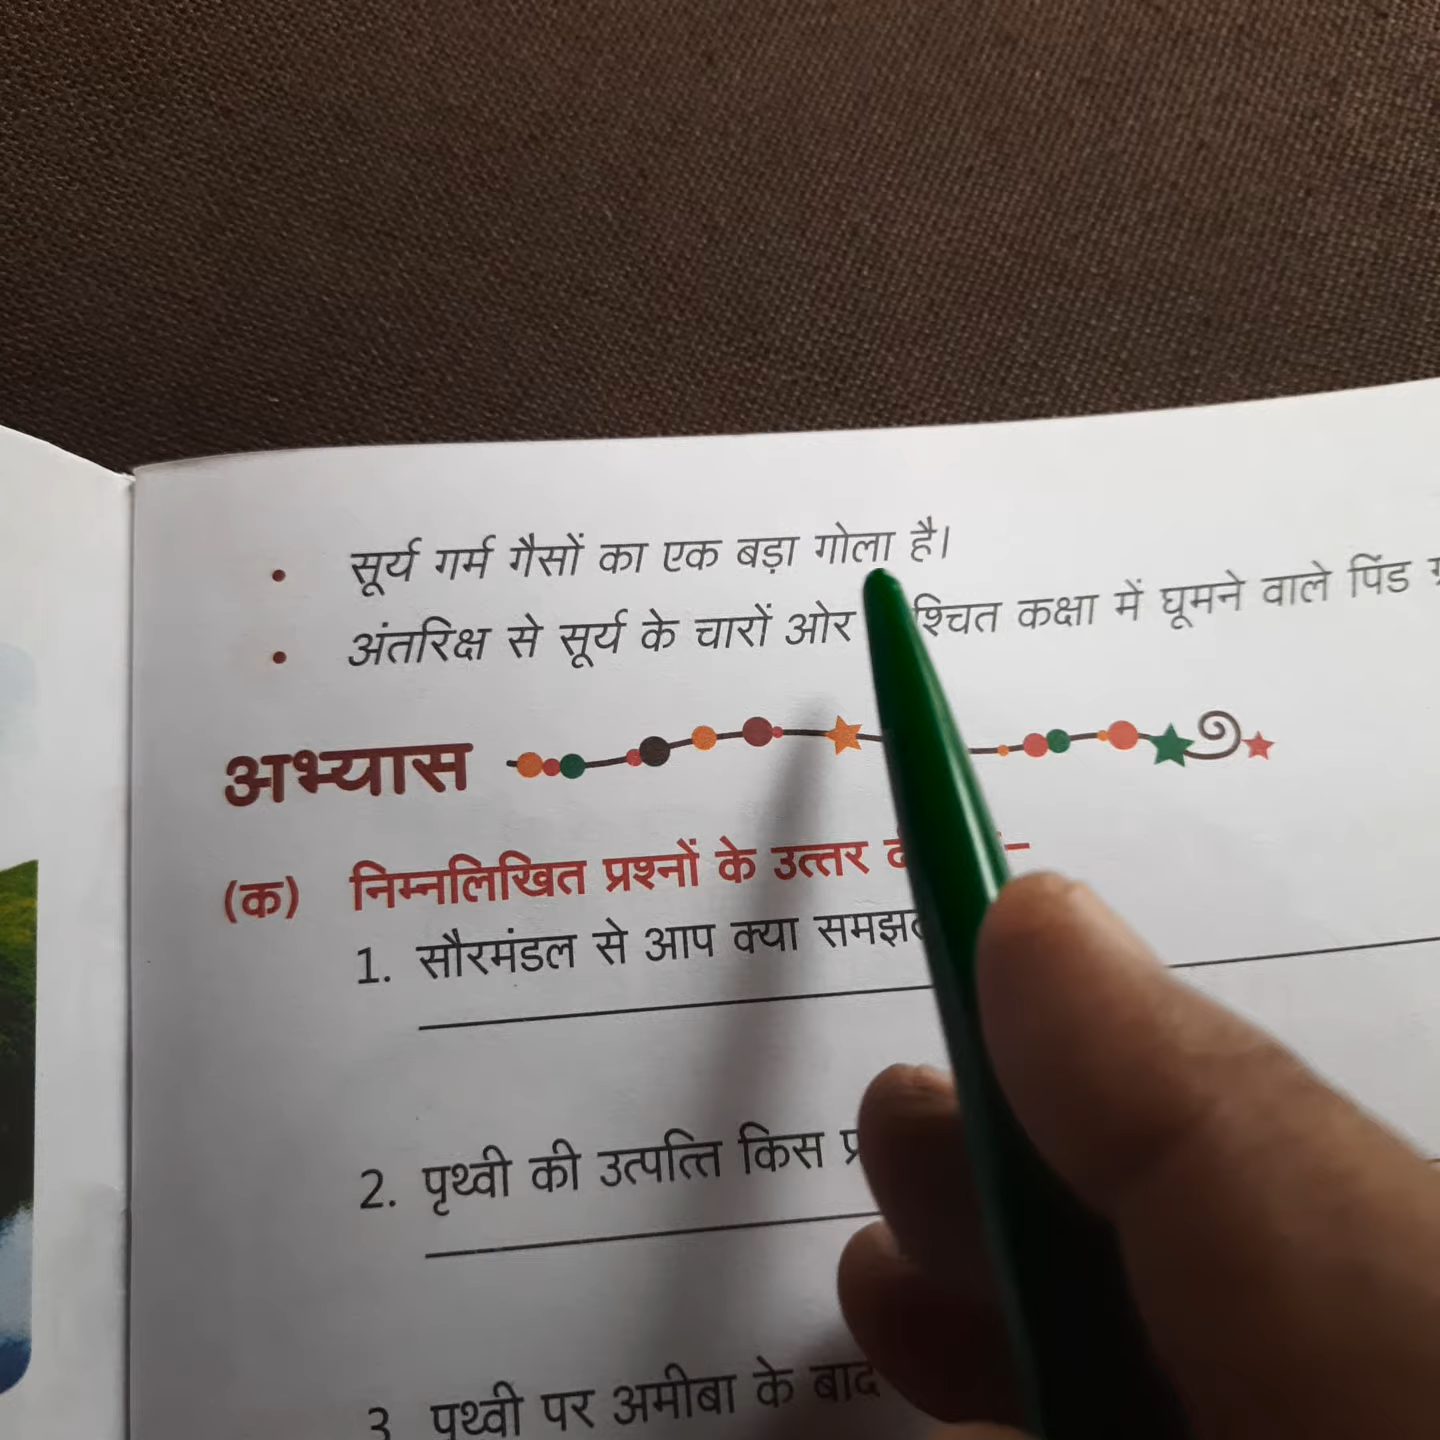 • सूर्य गर्म गैसों का एक बड़ा गोला है।
• अंतरिक्ष से सूर्य के चारों ओर कक्षा में घूमने वाले पिंड
अभ्यास
(क) निम्नलिखित प्रश्नों के उत्तर
1. सौरमंडल से आप क्या
2. पृथ्वी की उत्पत्ति किस
3 पृथ्वी पर अमीबा के बाद